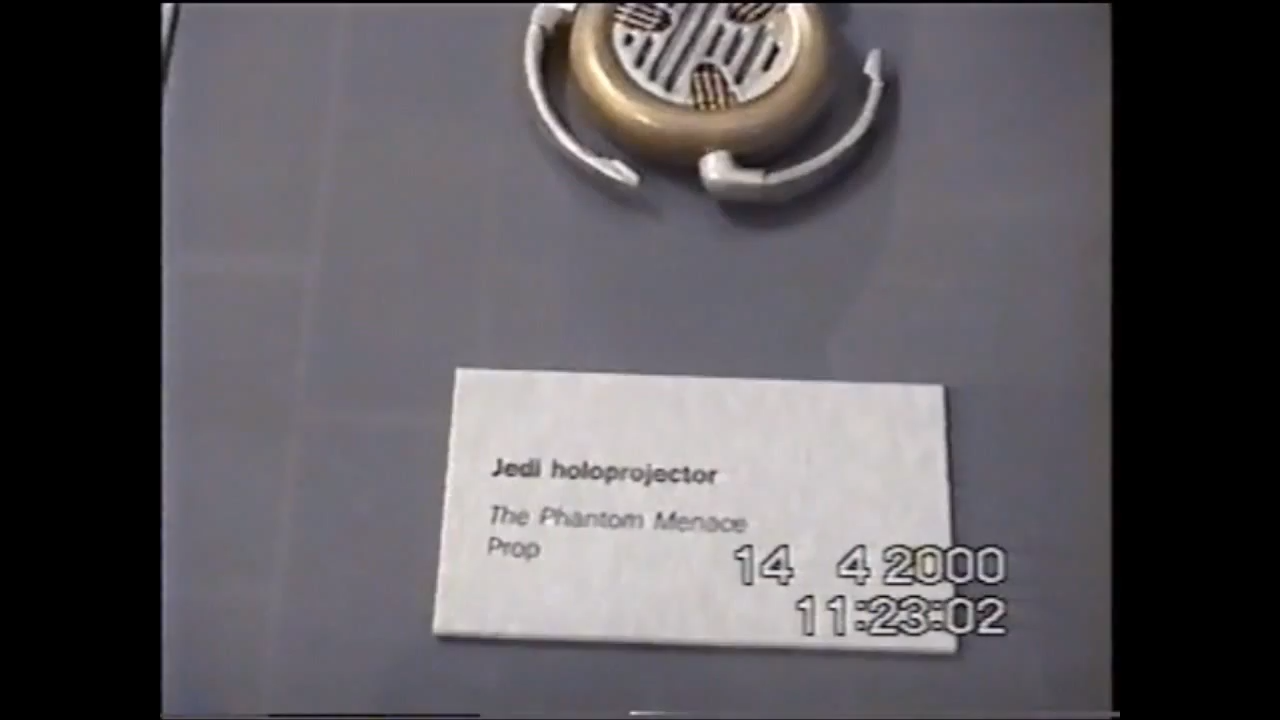 Jedi holoprojector
The Phantom Menace
Prop
14 4 2000
11:23:02